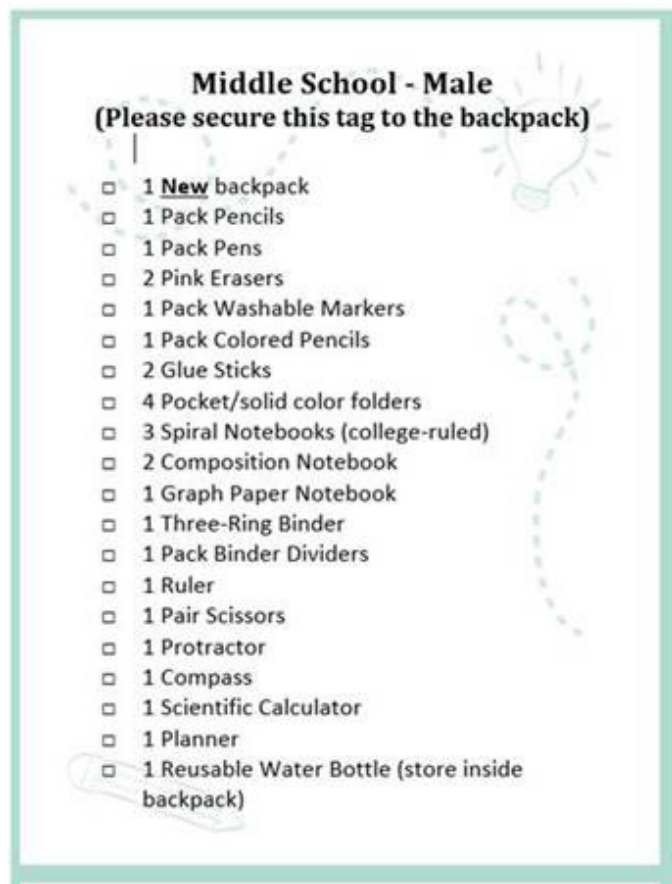 Middle School - Male
(Please secure this tag to the backpack)
1 New backpack
1 Pack Pencils
1 Pack Pens
2 Pink Erasers
1 Pack Washable Markers
1 Pack Colored Pencils
2 Glue Sticks
4 Pocket/solid color folders
3 Spiral Notebooks (college-ruled)
2 Composition Notebook
1 Graph Paper Notebook
1 Three-Ring Binder
1 Pack Binder Dividers
1 Ruler
1 Pair Scissors
1 Protractor
1 Compass
1 Scientific Calculator
1 Planner
1 Reusable Water Bottle (store inside
backpack)